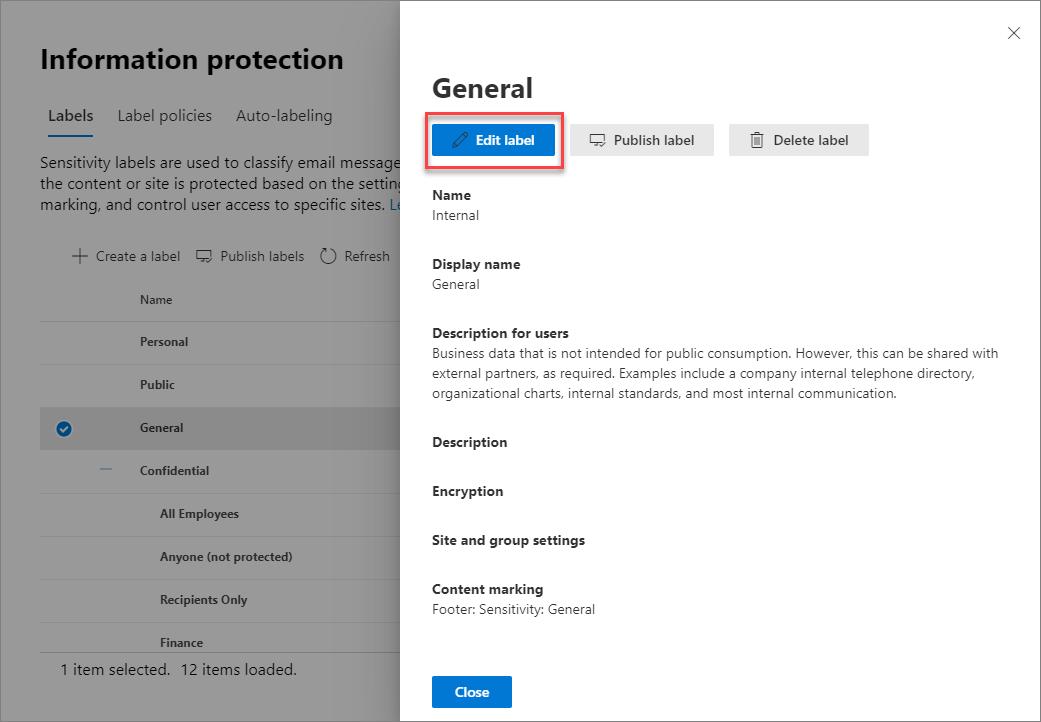 Information protection
Labels
Label policies
Auto-labeling
Sensitivity labels are used to classify email message
the content or site is protected based on the setting
marking, and control user access to specific sites. Le
Create a label
Publish labels
Refresh
Name
Personal
Public
General
Confidential
All Employees
Anyone (not protected)
Recipients Only
Finance
1 item selected. 12 items loaded.
General
Edit label
Publish label
Delete label
Name
Internal
Display name
General
Description for users
Business data that is not intended for public consumption. However, this can be shared with
external partners, as required. Examples include a company internal telephone directory,
organizational charts, internal standards, and most internal communication.
Description
Encryption
Site and group settings
Content marking
Footer: Sensitivity: General
Close